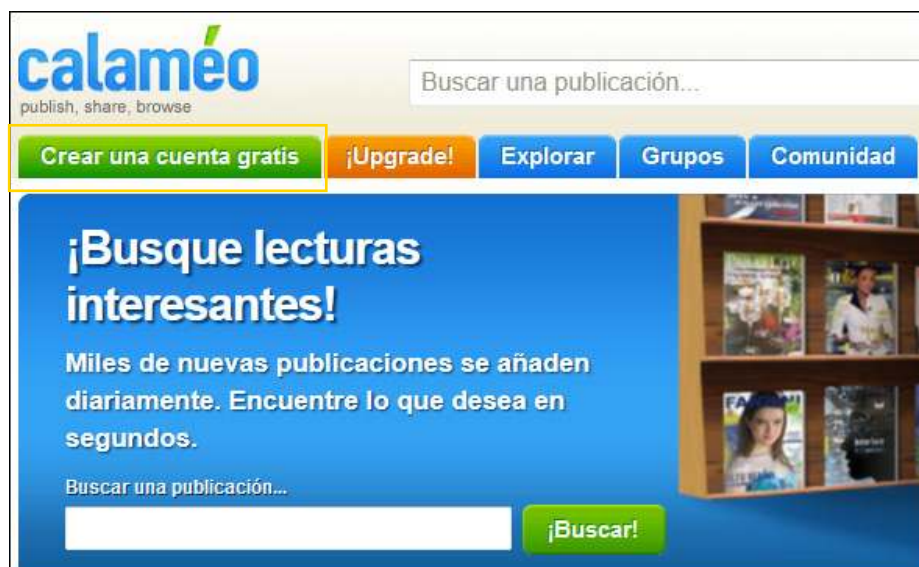 calaméo
publish, share, browse
Buscar una publicación...
Crear una cuenta gratis
¡Upgrade!
Explorar
Grupos
Comunidad
¡Busque lecturas
interesantes!
Miles de nuevas publicaciones se añaden
diariamente. Encuentre lo que desea en
segundos.
Buscar una publicación...
¡Buscar!